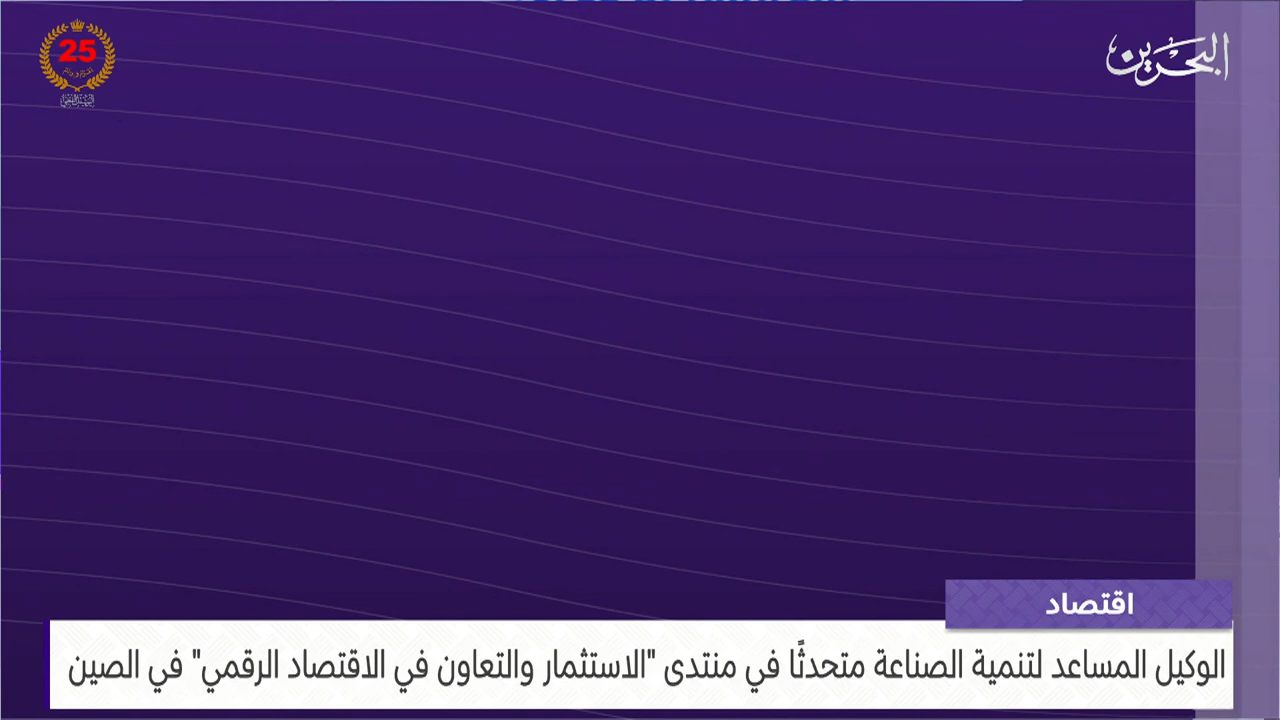 البحرين
25
اقتصاد
الوكيل المساعد لتنمية الصناعة متحدثًا في منتدى "الاستثمار والتعاون في الاقتصاد الرقمي" في الصين